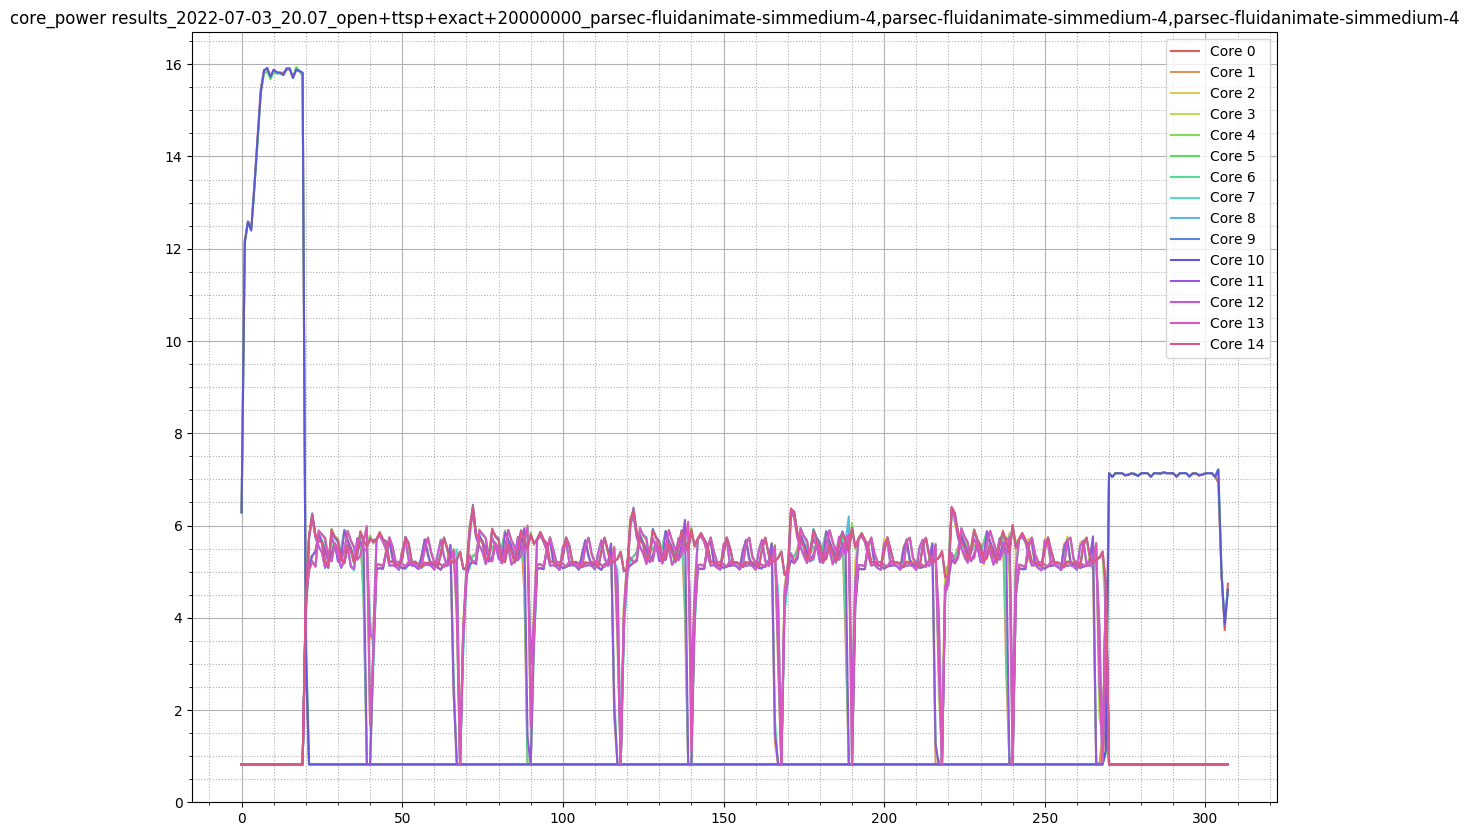 core_power results_2022-07-03_20.07_open+ttsp+exact+20000000_parsec-fluidanimate-simmedium-4,parsec-fluidanimate-simmedium-4,parsec-fluidanimate-simmedium-4
16
14
12
10
8
6
4
2
0
0 50 100 150 200 250 300
Core 0
Core 1
Core 2
Core 3
Core 4
Core 5
Core 6
Core 7
Core 8
Core 9
Core 10
Core 11
Core 12
Core 13
Core 14